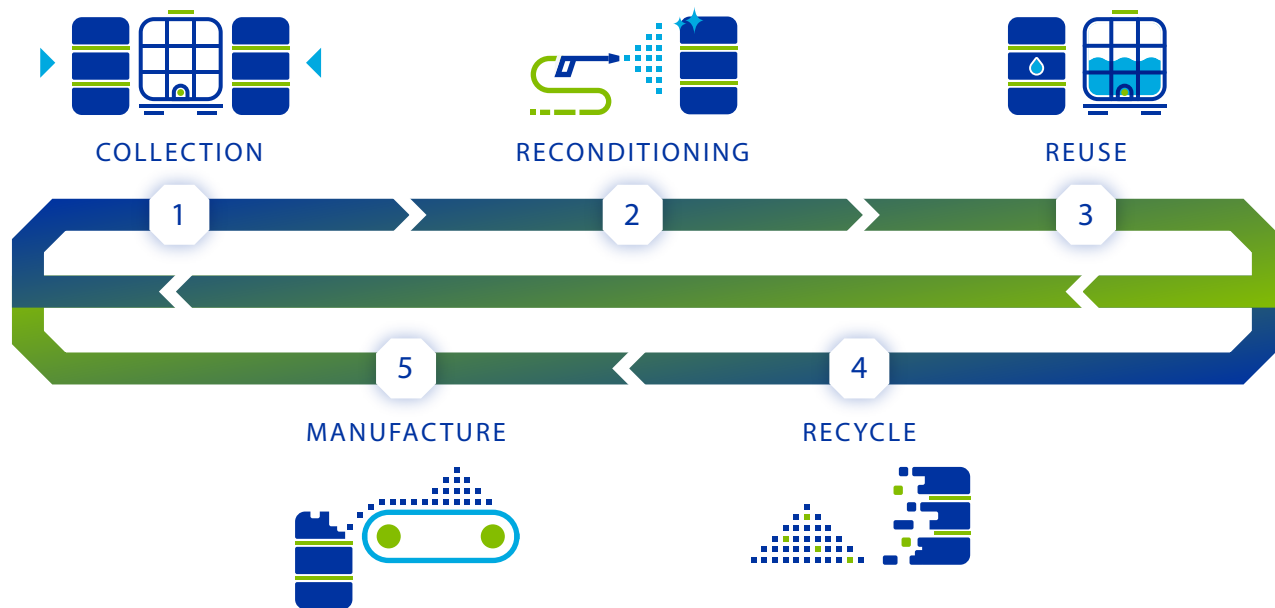 COLLECTION
RECONDITIONING
REUSE
1
2
3
5
4
MANUFACTURE
RECYCLE